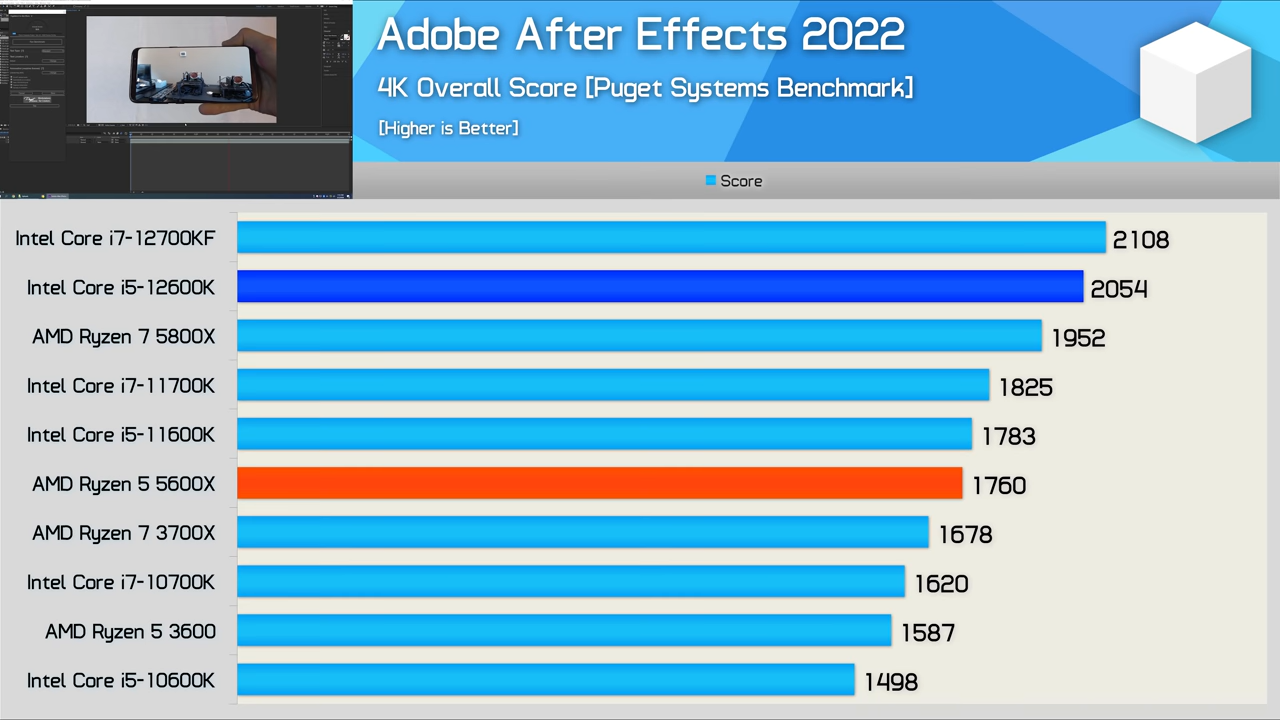 Adobe After Effects 2022
4K Overall Score [Puget Systems Benchmark]
[Higher is Better]
Score
Intel Core i7-12700KF 2108
Intel Core i5-12600K 2054
AMD Ryzen 7 5800X 1952
Intel Core i7-11700K 1825
Intel Core i5-11600K 1783
AMD Ryzen 5 5600X 1760
AMD Ryzen 7 3700X 1678
Intel Core i7-10700K 1620
AMD Ryzen 5 3600 1587
Intel Core i5-10600K 1498